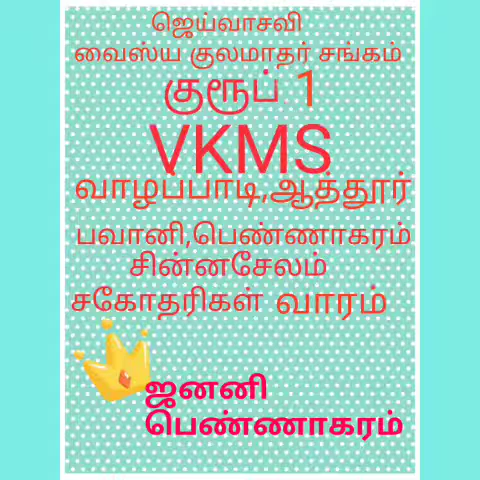 ஜெய்வாசவி
வைஸ்ய குலமாதர் சங்கம்
குரூப் 1
VKMS
வாழப்பாடி,ஆத்தூர்
பவானி,பெண்ணாகரம்
சின்னசேலம்
சகோதரிகள் வாரம்
ஜனனி
பெண்ணாகரம்